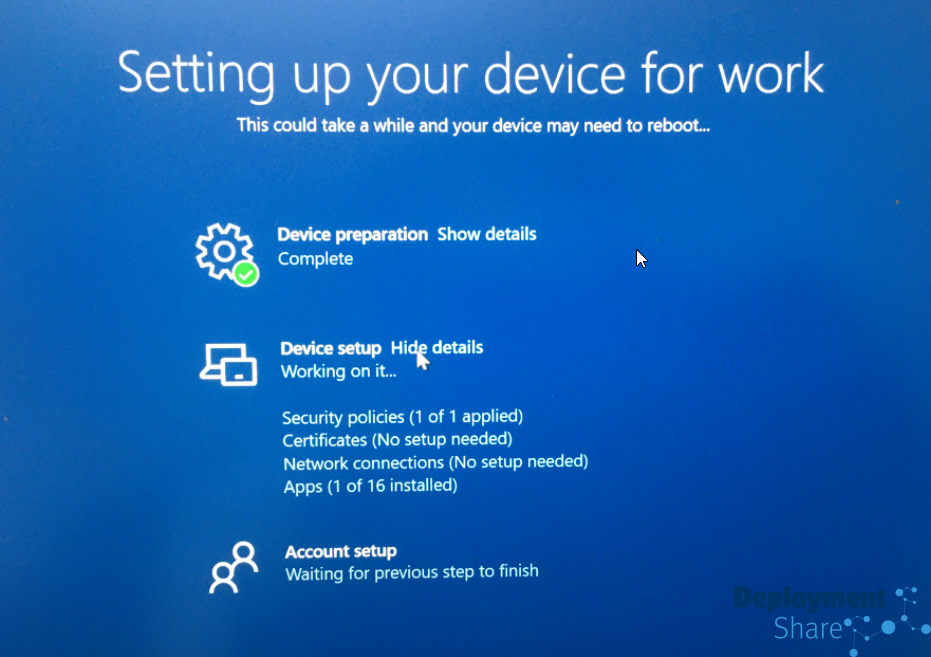 Setting up your device for work
This could take a while and your device may need to reboot...
Device preparation Show details
Complete
Device setup Hide details
Working on it...
Security policies (1 of 1 applied)
Certificates (No setup needed)
Network connections (No setup needed)
Apps (1 of 16 installed)
Account setup
Waiting for previous step to finish
Deployment
Share